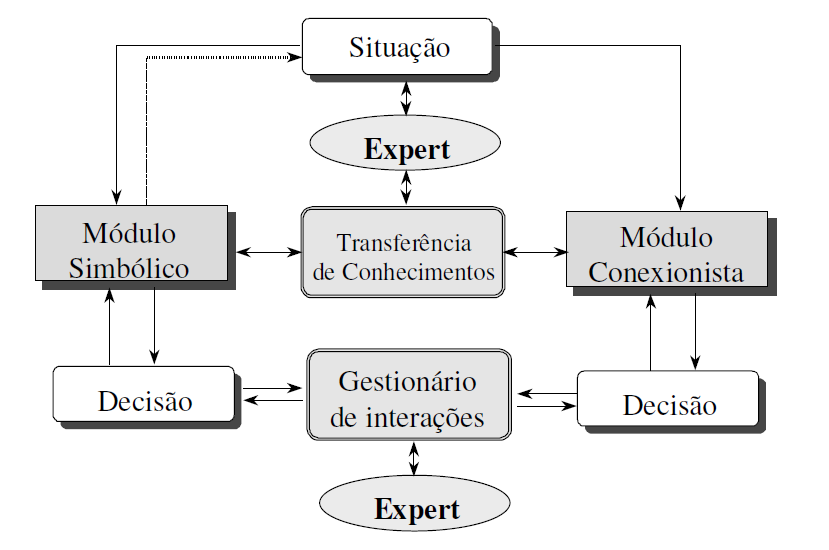 Situação
Expert
Módulo
Simbólico
Transferência
de Conhecimentos
Módulo
Conexionista
Decisão
Gestionário
de interações
Decisão
Expert